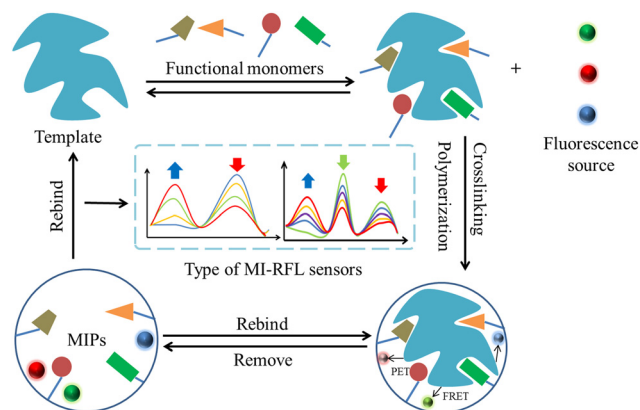 Functional monomers
+
Template
Fluorescence
source
Rebind
Crosslinking
Polymerization
Type of MI-RFL sensors
MIPs
Rebind
Remove
PET
FRET